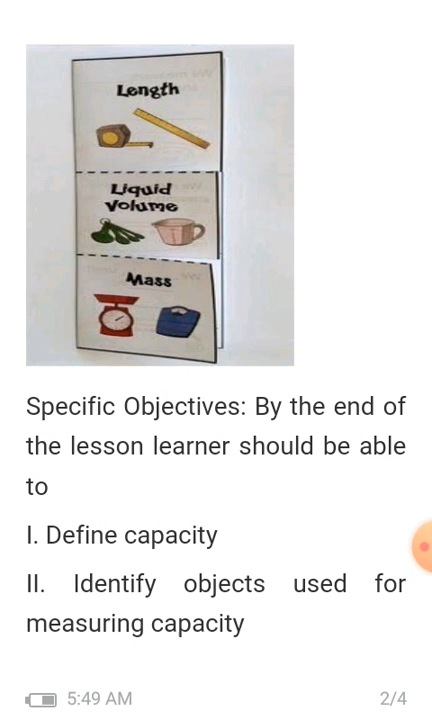 Length
Liquid
Volume
Mass
Specific Objectives: By the end of
the lesson learner should be able
to
I. Define capacity
II. Identify objects used for
measuring capacity
5:49 AM
2/4